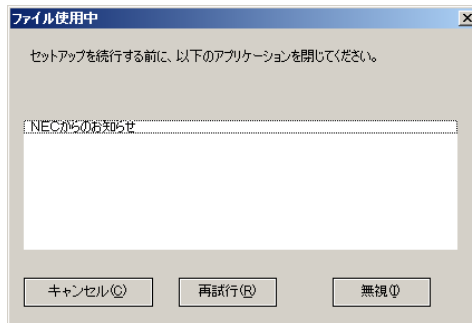 ファイル使用中
セットアップを続行する前に、以下のアプリケーションを閉じてください。
NECからのお知らせ
キャンセル(C)
再試行(R)
無視(I)